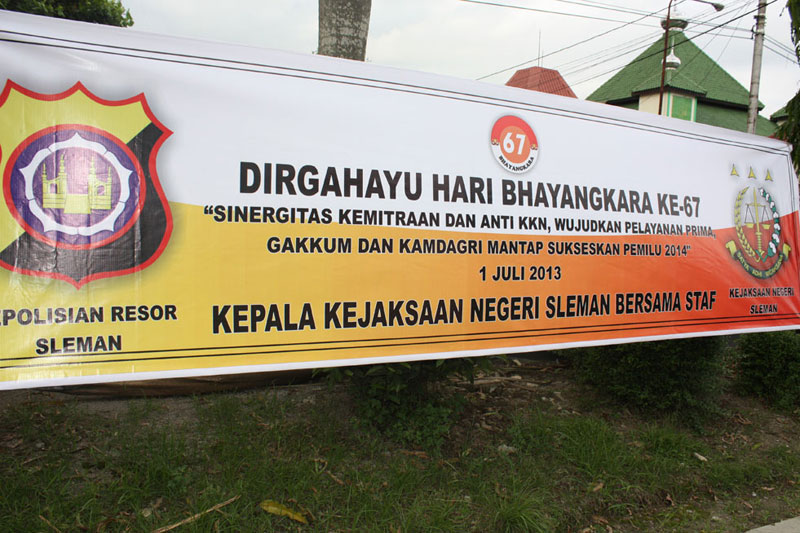 67
BHAYANGKARA
DIRGAHAYU HARI BHAYANGKARA KE-67
"SINERGITAS KEMITRAAN DAN ANTI KKN, WUJUDKAN PELAYANAN PRIMA,
GAKKUM DAN KAMDAGRI MANTAP SUKSESKAN PEMILU 2014"
1 JULI 2013
KEPALA KEJAKSAAN NEGERI SLEMAN BERSAMA STAF
EPOLISIAN RESOR
SLEMAN
KEJAKSAAN NEGERI
SLEMAN